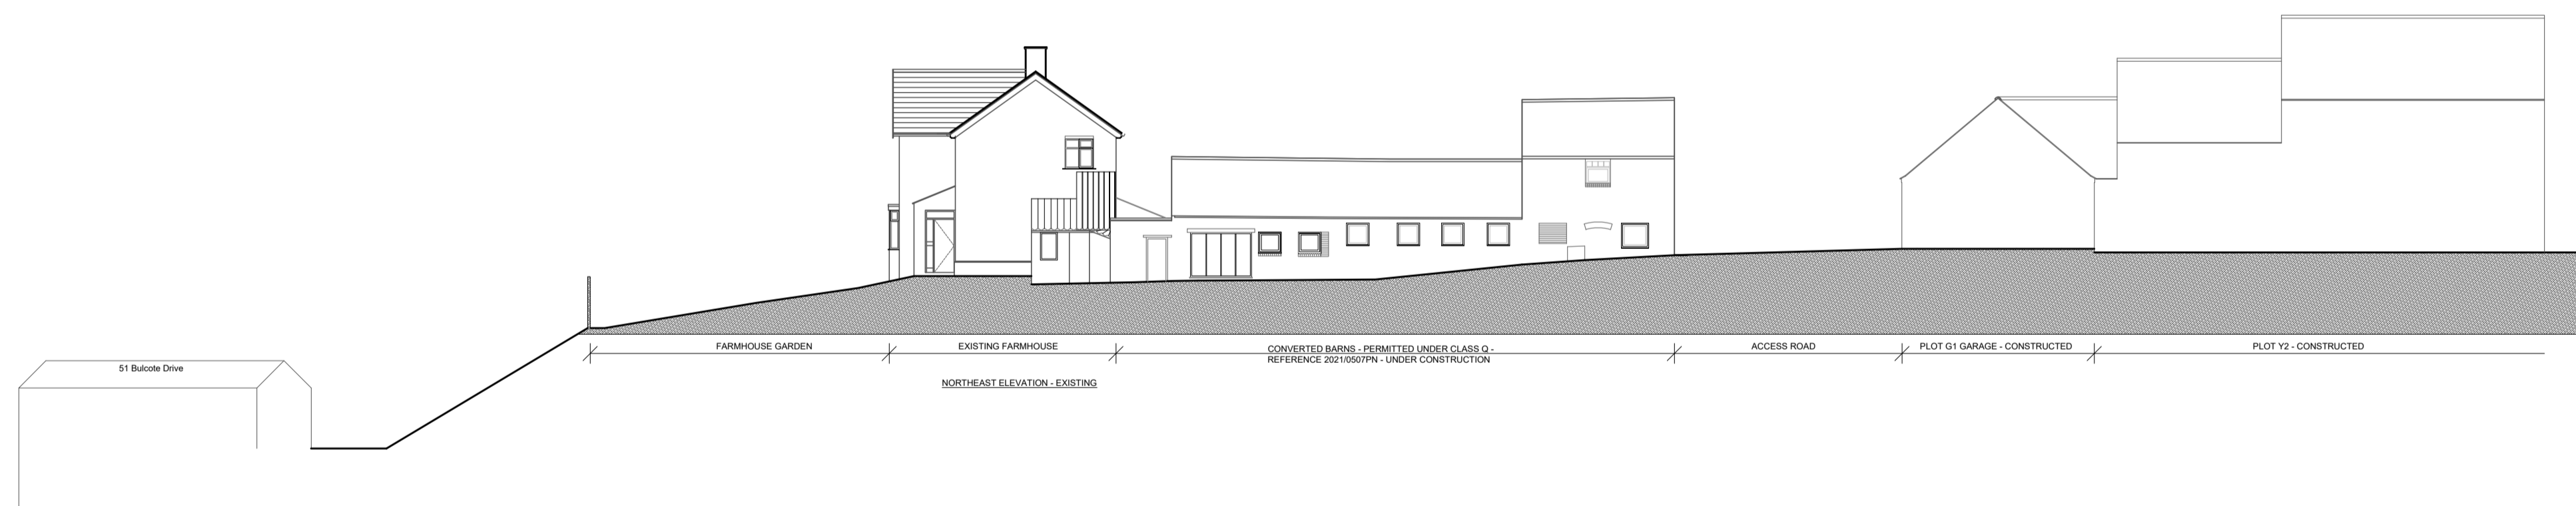 FARMHOUSE GARDEN
EXISTING FARMHOUSE
CONVERTED BARNS - PERMITTED UNDER CLASS Q -
REFERENCE 2021/0507PN - UNDER CONSTRUCTION
ACCESS ROAD
PLOT G1 GARAGE - CONSTRUCTED
PLOT Y2 - CONSTRUCTED
51 Bulcote Drive
NORTHEAST ELEVATION - EXISTING